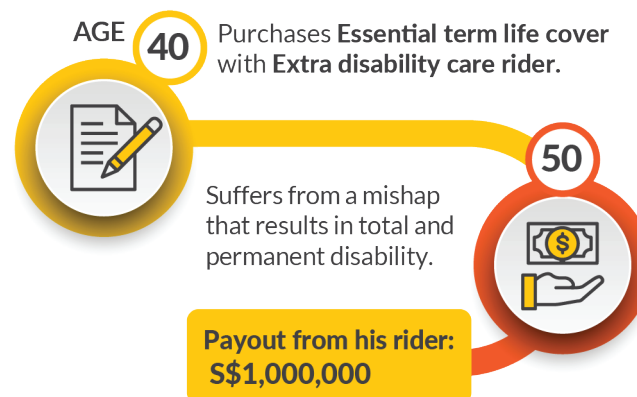 AGE 40
Purchases Essential term life cover
with Extra disability care rider.
50
Suffers from a mishap
that results in total and
permanent disability.
$
Payout from his rider:
S$1,000,000